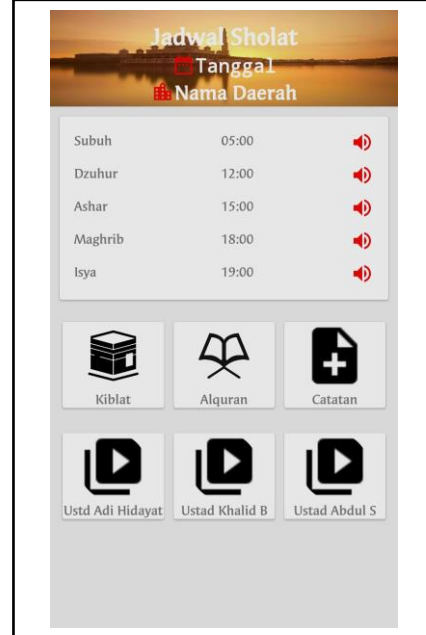 Jadwal Sholat
Tanggal
Nama Daerah
Subuh 05:00
Dzuhur 12:00
Ashar 15:00
Maghrib 18:00
Isya 19:00
Kiblat Alquran Catatan
Ustd Adi Hidayat Ustad Khalid B Ustad Abdul S